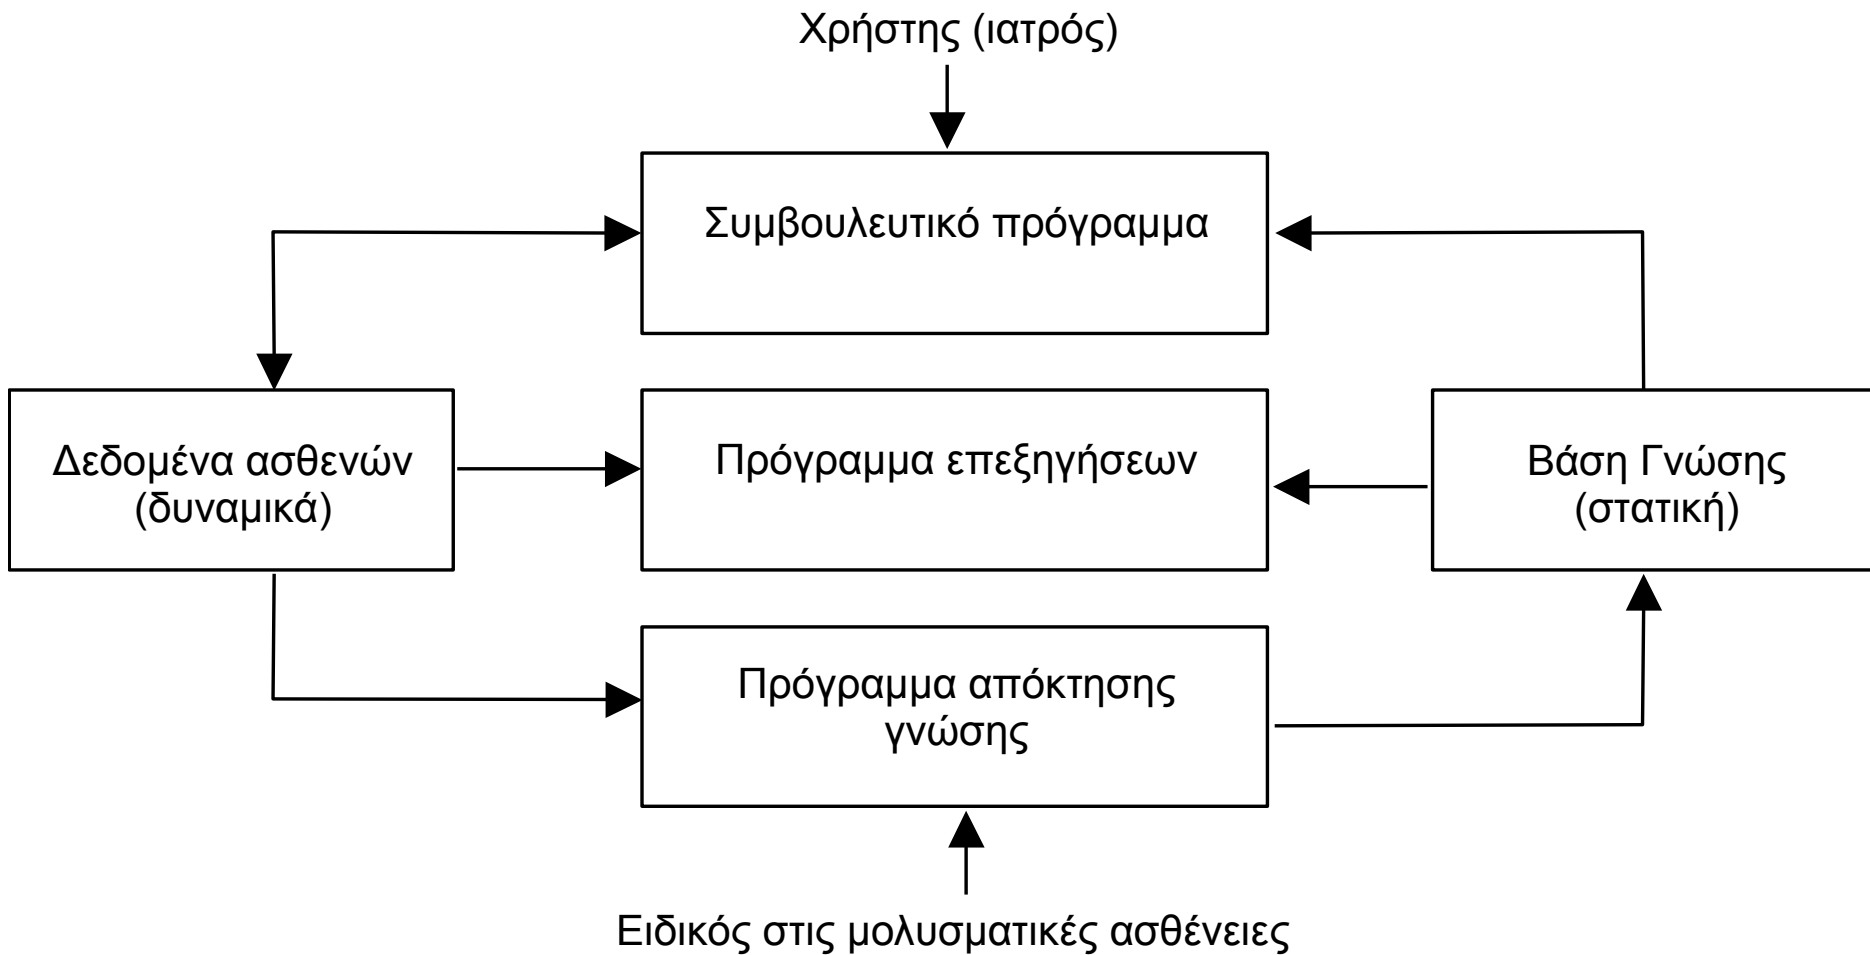 Χρήστης (ιατρός)
Συμβουλευτικό πρόγραμμα
Δεδομένα ασθενών
(δυναμικά)
Πρόγραμμα επεξηγήσεων
Βάση Γνώσης
(στατική)
Πρόγραμμα απόκτησης
γνώσης
Ειδικός στις μολυσματικές ασθένειες